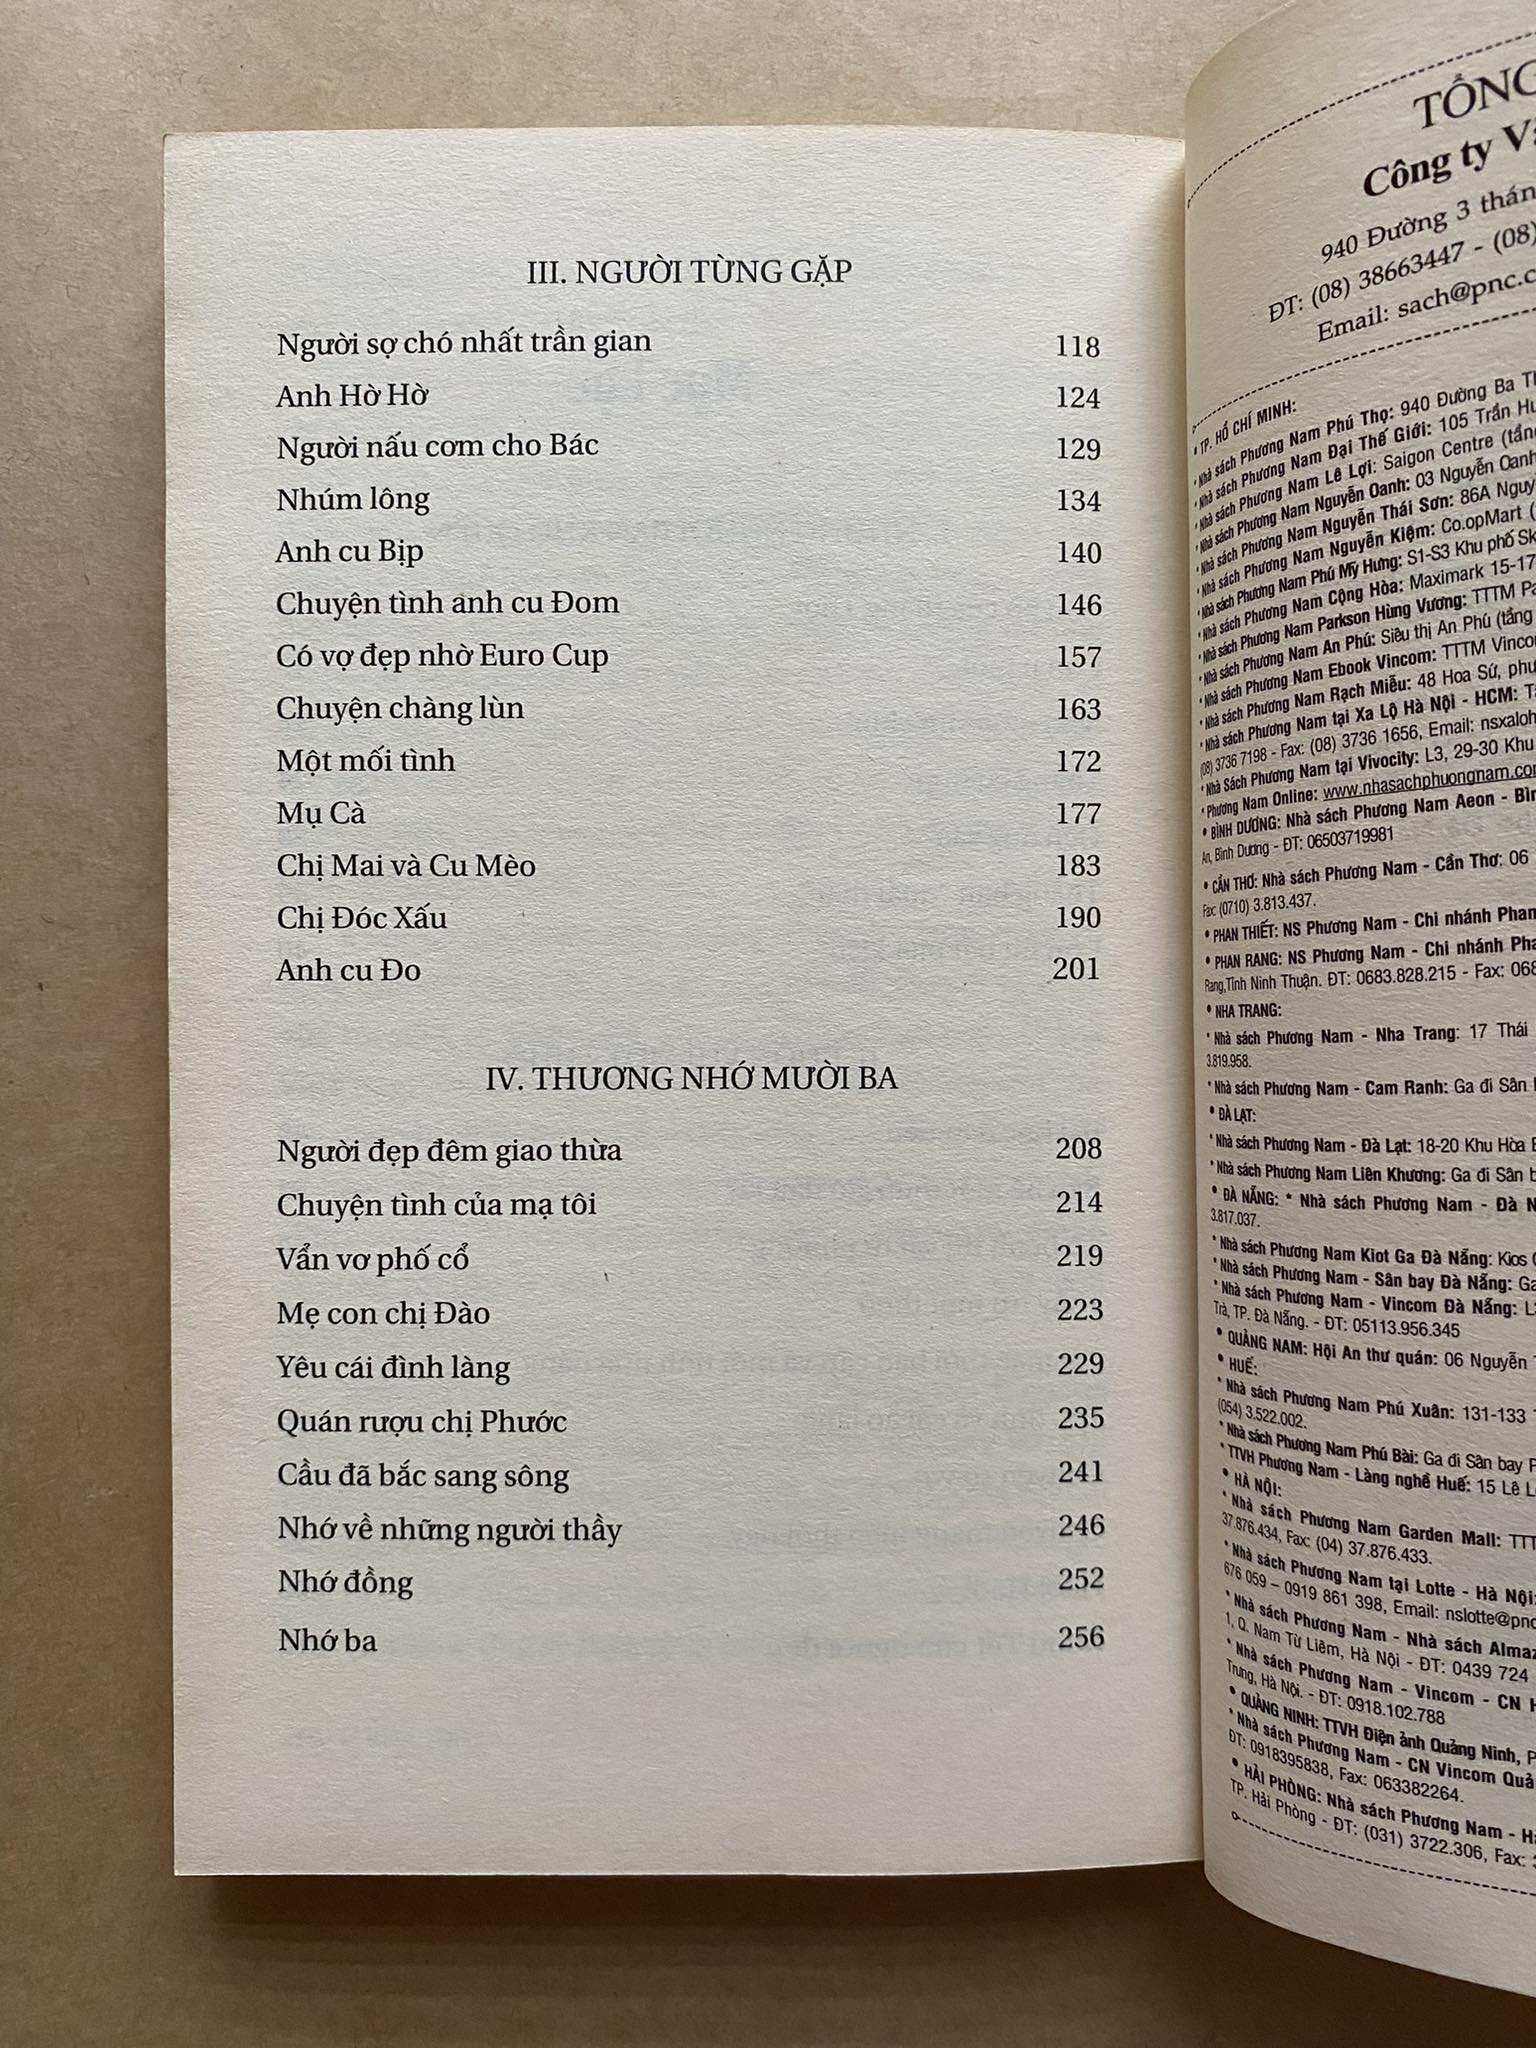 III. NGƯỜI TỪNG GẶP
Người sợ chó nhất trần gian 118
Anh Hờ Hờ 124
Người nấu cơm cho Bác 129
Nhúm lông 134
Anh cu Bịp 140
Chuyện tình anh cu Đom 146
Có vợ đẹp nhờ Euro Cup 157
Chuyện chàng lùn 163
Một mối tình 172
Mụ Cà 177
Chị Mai và Cu Mèo 183
Chị Đóc Xấu 190
Anh cu Đo 201
IV. THƯƠNG NHỚ MƯỜI BA
Người đẹp đêm giao thừa 208
Chuyện tình của mạ tôi 214
Vẩn vơ phố cổ 219
Mẹ con chị Đào 223
Yêu cái đình làng 229
Quán rượu chị Phước 235
Cầu đã bắc sang sông 241
Nhớ về những người thầy 246
Nhớ đồng 252
Nhớ ba 256
TỔNG
Công ty
940 Đường 3
ĐT: (08) 38663447 - (08)
Email: sach@pnc.c
• TP. HỒ CHÍ MINH:
* Nhà sách Phương Nam Phú Thọ: 940 Đường Ba
* Nhà sách Phương Nam Đại Thế Giới: 105 Trần
* Nhà sách Phương Nam Lê Lợi: Saigon Centre
* Nhà sách Phương Nam Nguyễn Oanh: 03 Nguyễn Oanh
* Nhà sách Phương Nam Nguyễn Thái Sơn: 86A
* Nhà sách Phương Nam Nguyễn Kiệm: Co.opMart
* Nhà sách Phương Nam Phú Mỹ Hưng: S1-S3 Khu phố
* Nhà sách Phương Nam Cộng Hòa: Maximark 15-17
* Nhà sách Phương Nam Parkson Hùng Vương: TTTM
* Nhà sách Phương Nam An Phú: Siêu thị An Phú (tầng
* Nhà sách Phương Nam Ebook Vincom: TTTM
* Nhà sách Phương Nam Rạch Miễu: 48 Hoa Sứ,
* Nhà sách Phương Nam tại Xa Lộ Hà Nội - HCM:
(08) 3736 7198 - Fax: (08) 3736 1656, Email:
* Nhà Sách Phương Nam tại Vivocity: L3, 29-30 Khu
* Phương Nam Online: www.nhasachphuongnam.com
• BÌNH DƯƠNG: Nhà sách Phương Nam Aeon -
An, Bình Dương - ĐT: 06503719981
• CẦN THƠ: Nhà sách Phương Nam - Cần Thơ: 06
Fax: (0710) 3.813.437.
• PHAN THIẾT: NS Phương Nam - Chi nhánh Phan
• PHAN RANG: NS Phương Nam - Chi nhánh
Rang,Tỉnh Ninh Thuận. ĐT: 0683.828.215 - Fax:
• NHA TRANG:
* Nhà sách Phương Nam - Nha Trang: 17 Thái
3.819.958.
* Nhà sách Phương Nam - Cam Ranh: Ga đi Sân
• ĐÀ LẠT:
* Nhà sách Phương Nam - Đà Lạt: 18-20 Khu Hòa
* Nhà sách Phương Nam Liên Khương: Ga đi Sân
• ĐÀ NẴNG: * Nhà sách Phương Nam - Đà
3.817.037.
* Nhà sách Phương Nam Kiot Ga Đà Nẵng: Kios
* Nhà sách Phương Nam - Sân bay Đà Nẵng:
* Nhà sách Phương Nam - Vincom Đà Nẵng:
Trà, TP. Đà Nẵng. - ĐT: 05113.956.345
• QUẢNG NAM: Hội An thư quán: 06 Nguyễn
• HUẾ:
* Nhà sách Phương Nam Phú Xuân: 131-133
(054) 3.522.002.
* Nhà sách Phương Nam Phú Bài: Ga đi Sân bay
* TTVH Phương Nam - Làng nghề Huế: 15 Lê
• HÀ NỘI:
* Nhà sách Phương Nam Garden Mall:
37.876.434, Fax: (04) 37.876.433.
* Nhà sách Phương Nam tại Lotte - Hà Nội:
676 059 – 0919 861 398, Email: nslotte@pnc
* Nhà sách Phương Nam - Nhà sách
1, Q. Nam Từ Liêm, Hà Nội - ĐT: 0439 724
* Nhà sách Phương Nam - Vincom - CN
Trung, Hà Nội. - ĐT: 0918.102.788
• QUẢNG NINH: TTVH Điện ảnh Quảng Ninh,
* Nhà sách Phương Nam - CN Vincom
ĐT: 0918395838, Fax: 063382264.
• HẢI PHÒNG: Nhà sách Phương Nam -
TP. Hải Phòng - ĐT: (031) 3722.306, Fax: